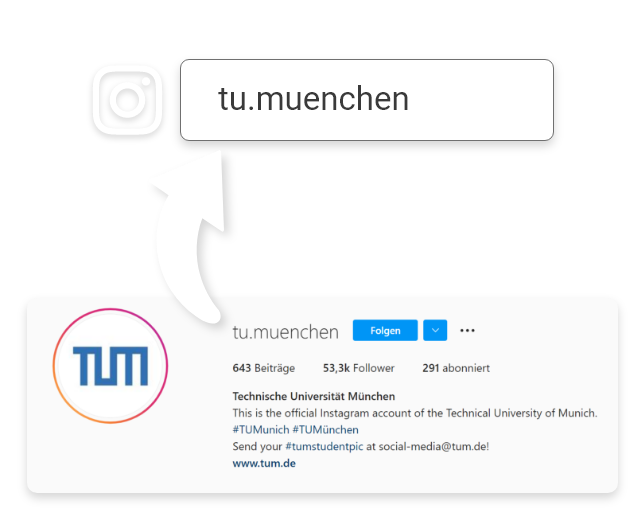 tu.muenchen
tu.muenchen Folgen ...
643 Beiträge 53,3k Follower 291 abonniert
TUM
Technische Universität München
This is the official Instagram account of the Technical University of Munich.
#TUMunich #TUMünchen
Send your #tumstudentpic at social-media@tum.de!
www.tum.de